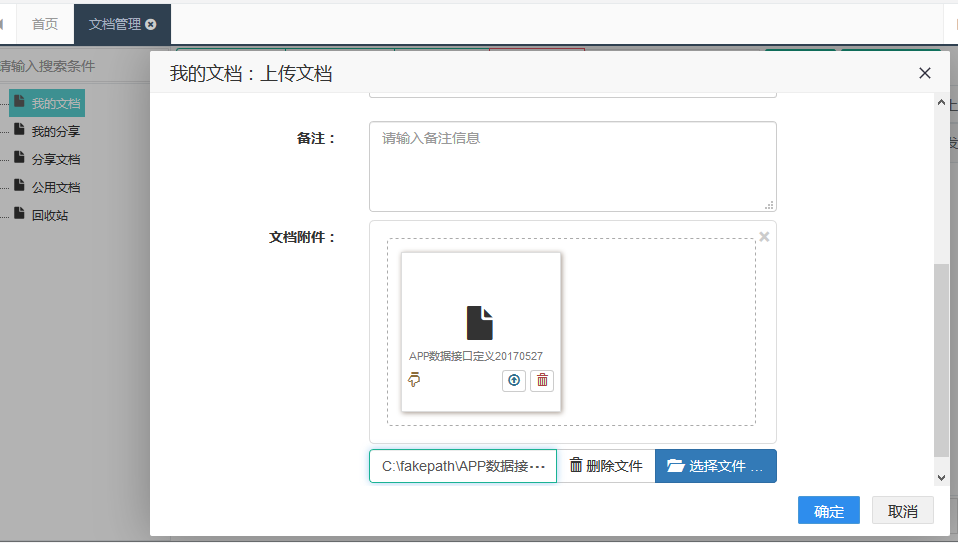 首页
文档管理
请输入搜索条件
我的文档：上传文档
我的文档
我的分享
分享文档
公用文档
回收站
备注：
请输入备注信息
文档附件：
APP数据接口定义20170527
C:\fakepath\APP数据接···
删除文件
选择文件 ...
确定
取消